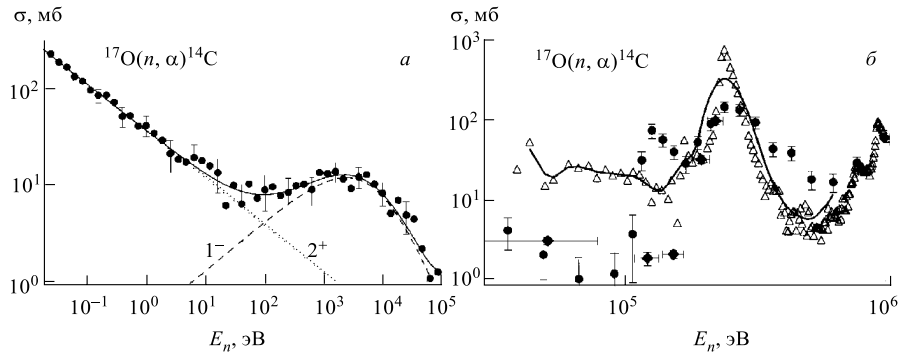 σ, мб
¹⁷O(n, α)¹⁴C
а
10²
10¹
10⁰
1⁻
2⁺
10⁻¹ 10⁰ 10¹ 10² 10³ 10⁴ 10⁵
Eₙ, эВ
σ, мб
¹⁷O(n, α)¹⁴C
б
10³
10²
10¹
10⁰
10⁵ 10⁶
Eₙ, эВ